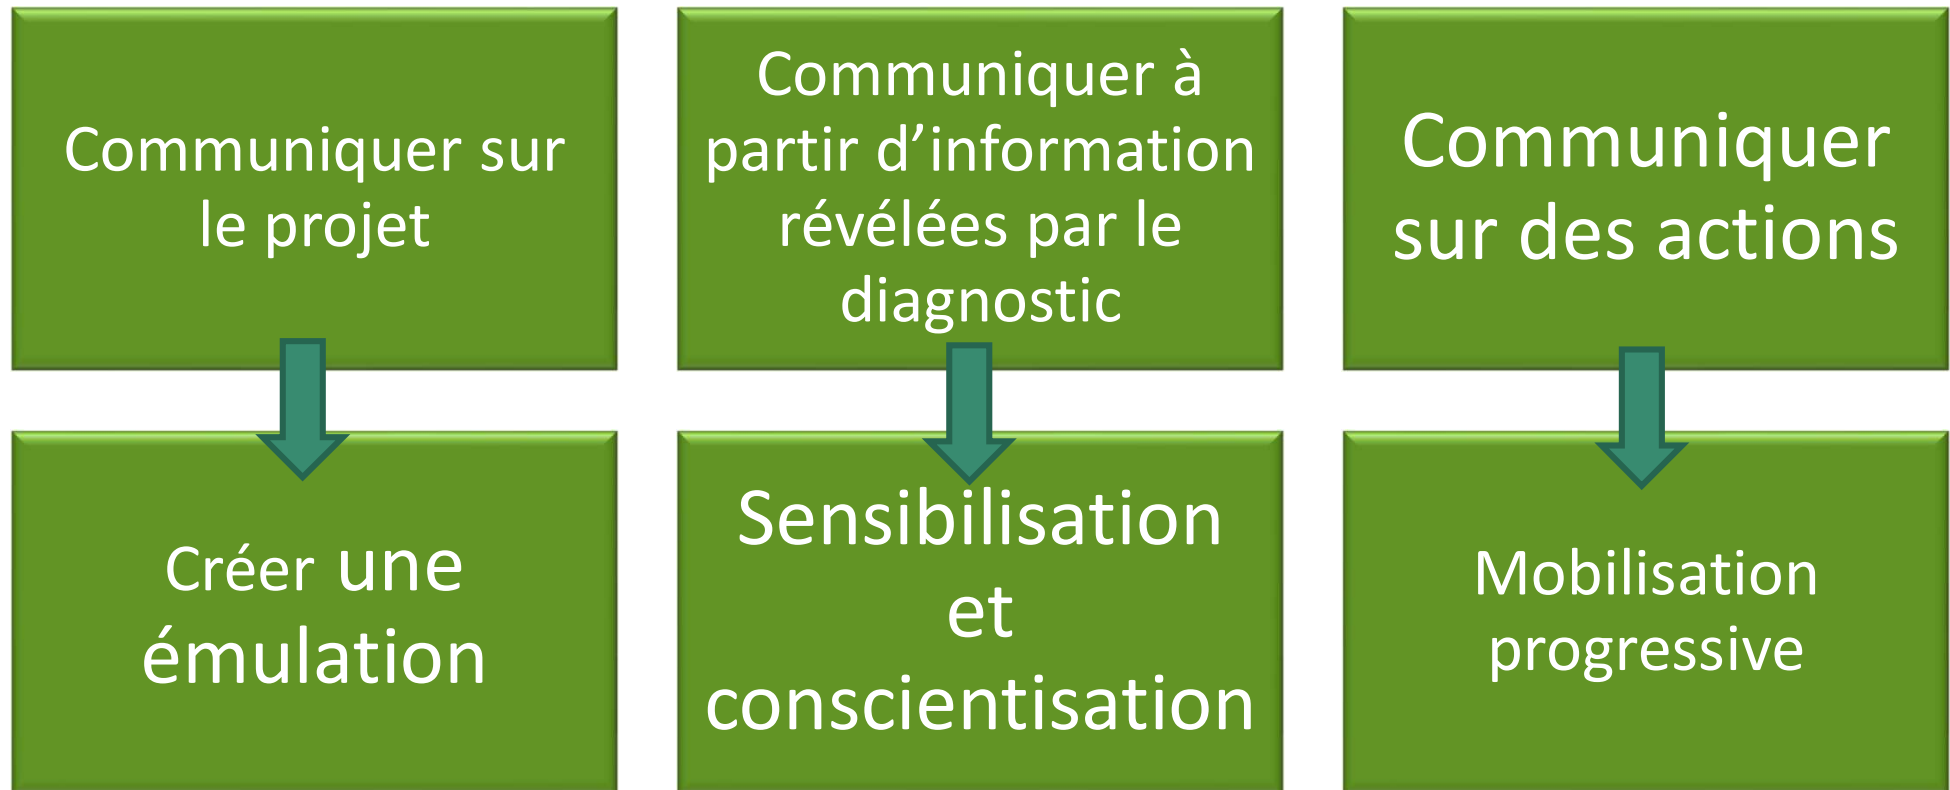 Communiquer sur
le projet
Communiquer à
partir d’information
révélées par le
diagnostic
Communiquer
sur des actions
Créer une
émulation
Sensibilisation
et
conscientisation
Mobilisation
progressive